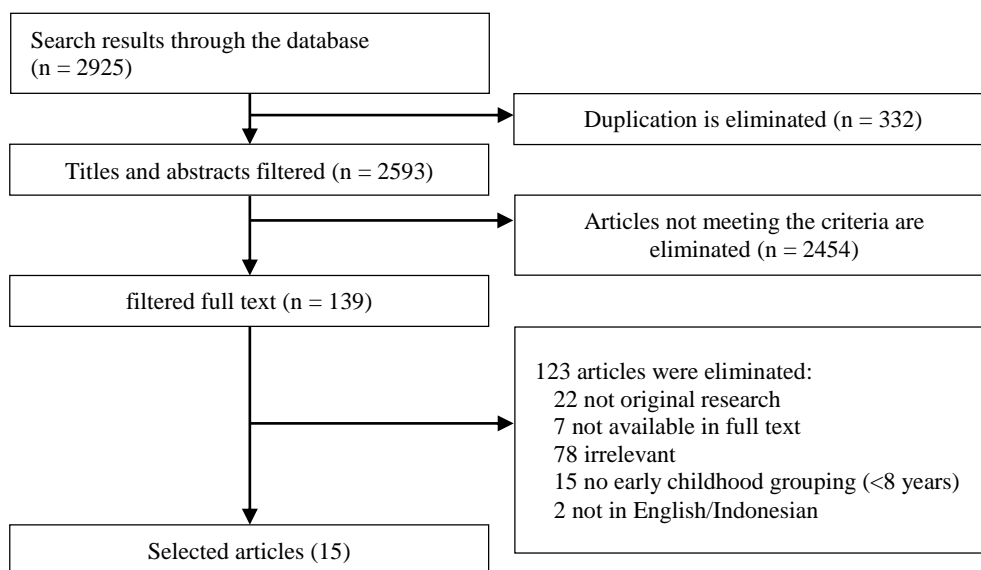 Search results through the database
(n = 2925)
Duplication is eliminated (n = 332)
Titles and abstracts filtered (n = 2593)
Articles not meeting the criteria are
eliminated (n = 2454)
filtered full text (n = 139)
123 articles were eliminated:
22 not original research
7 not available in full text
78 irrelevant
15 no early childhood grouping (<8 years)
2 not in English/Indonesian
Selected articles (15)